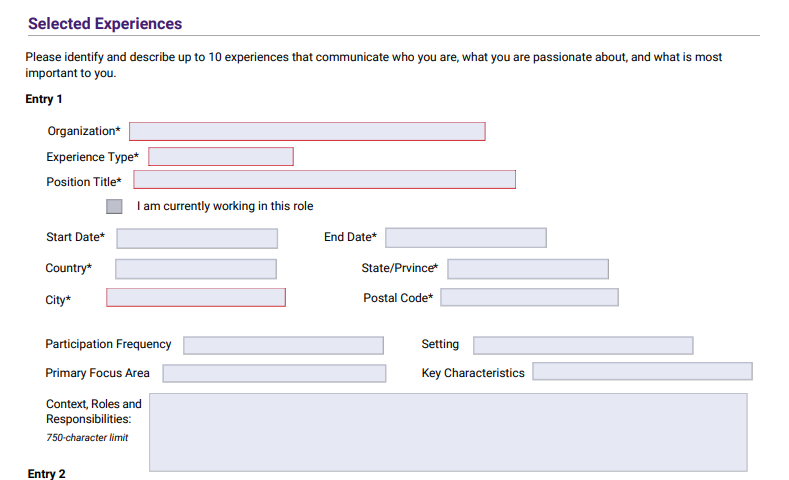 Selected Experiences
Please identify and describe up to 10 experiences that communicate who you are, what you are passionate about, and what is most
important to you.
Entry 1
Organization*
Experience Type*
Position Title*
I am currently working in this role
Start Date* End Date*
Country* State/Prvince*
City* Postal Code*
Participation Frequency Setting
Primary Focus Area Key Characteristics
Context, Roles and
Responsibilities:
750-character limit
Entry 2